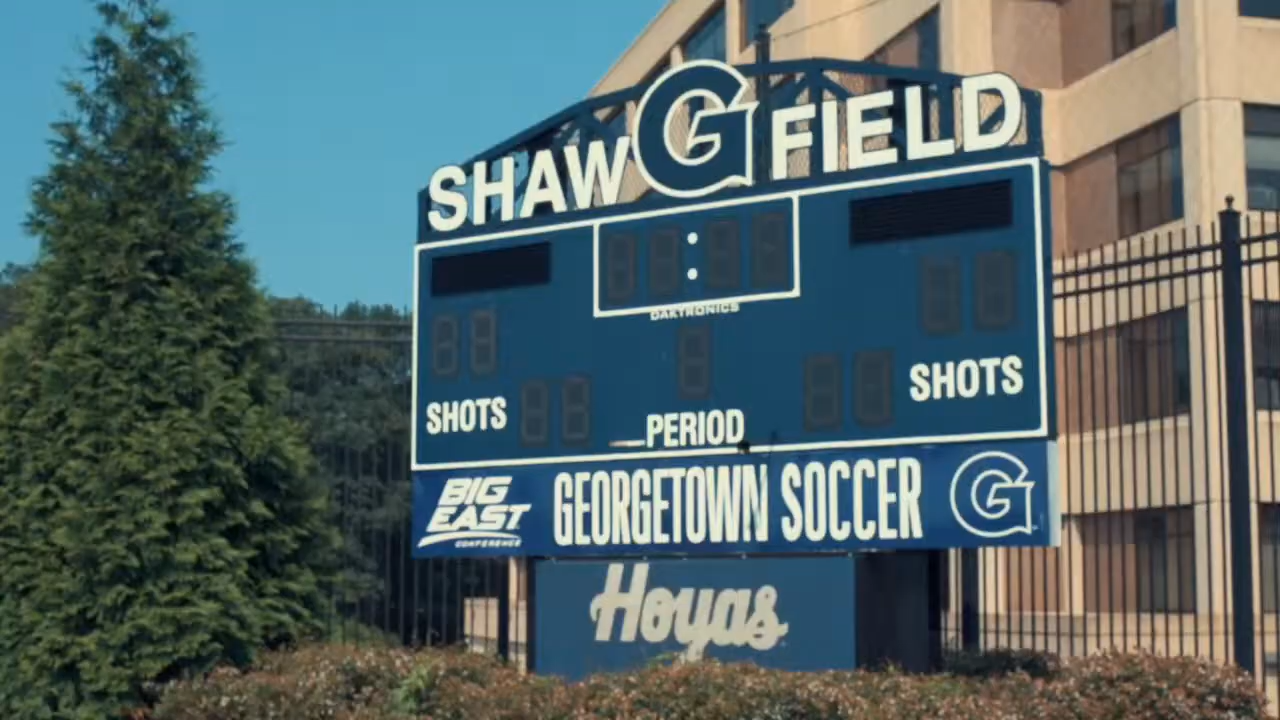 SHAW G FIELD
DAKTRONICS
SHOTS
SHOTS
PERIOD
BIG
EAST
CONFERENCE
GEORGETOWN SOCCER
G
Hoyas